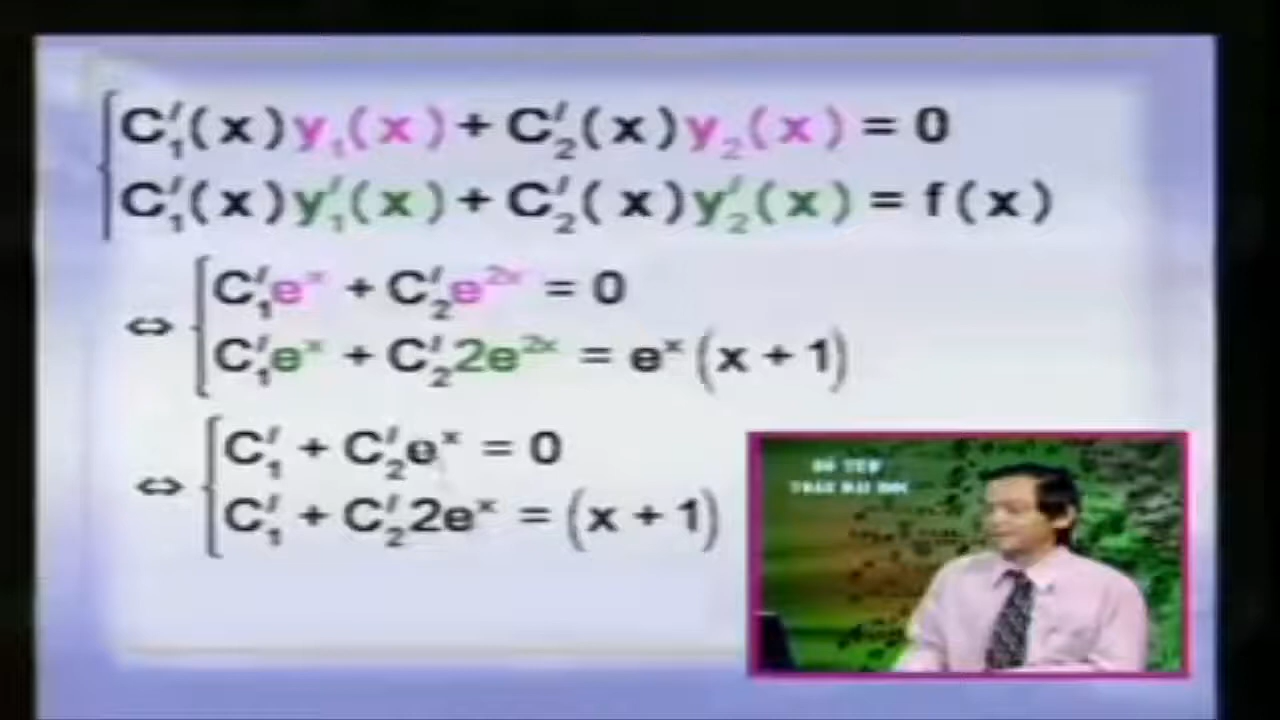 C₁′(x)y₁(x) + C₂′(x)y₂(x) = 0
C₁′(x)y₁′(x) + C₂′(x)y₂′(x) = f(x)
⇔ C₁′eˣ + C₂′e²ˣ = 0
C₁′eˣ + C₂′2e²ˣ = eˣ(x + 1)
⇔ C₁′ + C₂′eˣ = 0
C₁′ + C₂′2eˣ = (x + 1)